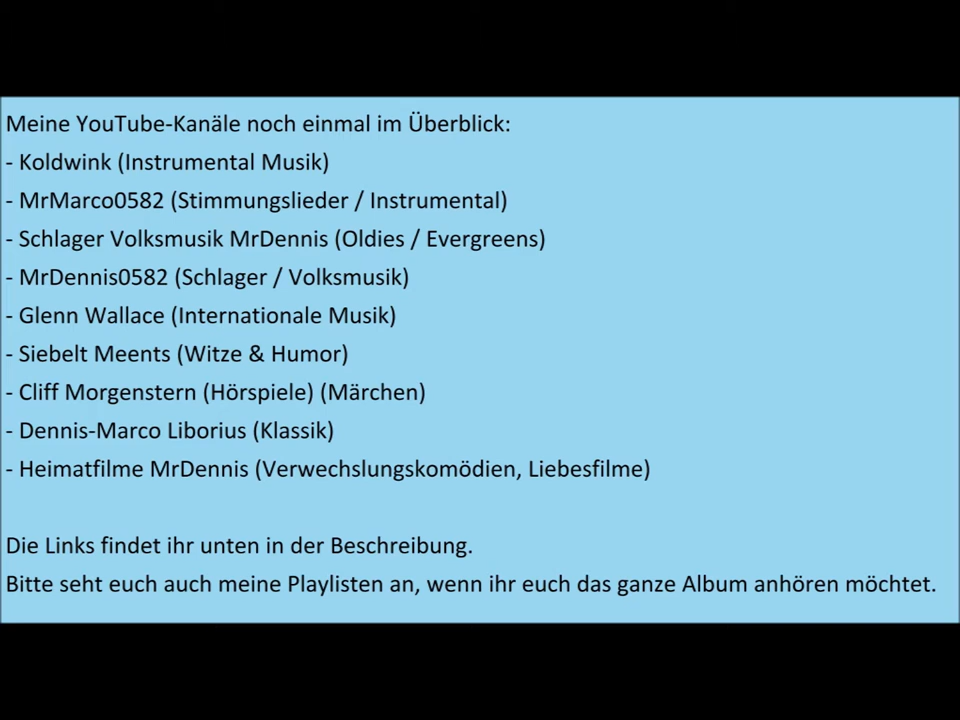 Meine YouTube-Kanäle noch einmal im Überblick:
- Koldwink (Instrumental Musik)
- MrMarco0582 (Stimmungslieder / Instrumental)
- Schlager Volksmusik MrDennis (Oldies / Evergreens)
- MrDennis0582 (Schlager / Volksmusik)
- Glenn Wallace (Internationale Musik)
- Siebelt Meents (Witze & Humor)
- Cliff Morgenstern (Hörspiele) (Märchen)
- Dennis-Marco Liborius (Klassik)
- Heimatfilme MrDennis (Verwechslungskomödien, Liebesfilme)
Die Links findet ihr unten in der Beschreibung.
Bitte seht euch auch meine Playlisten an, wenn ihr euch das ganze Album anhören möchtet.